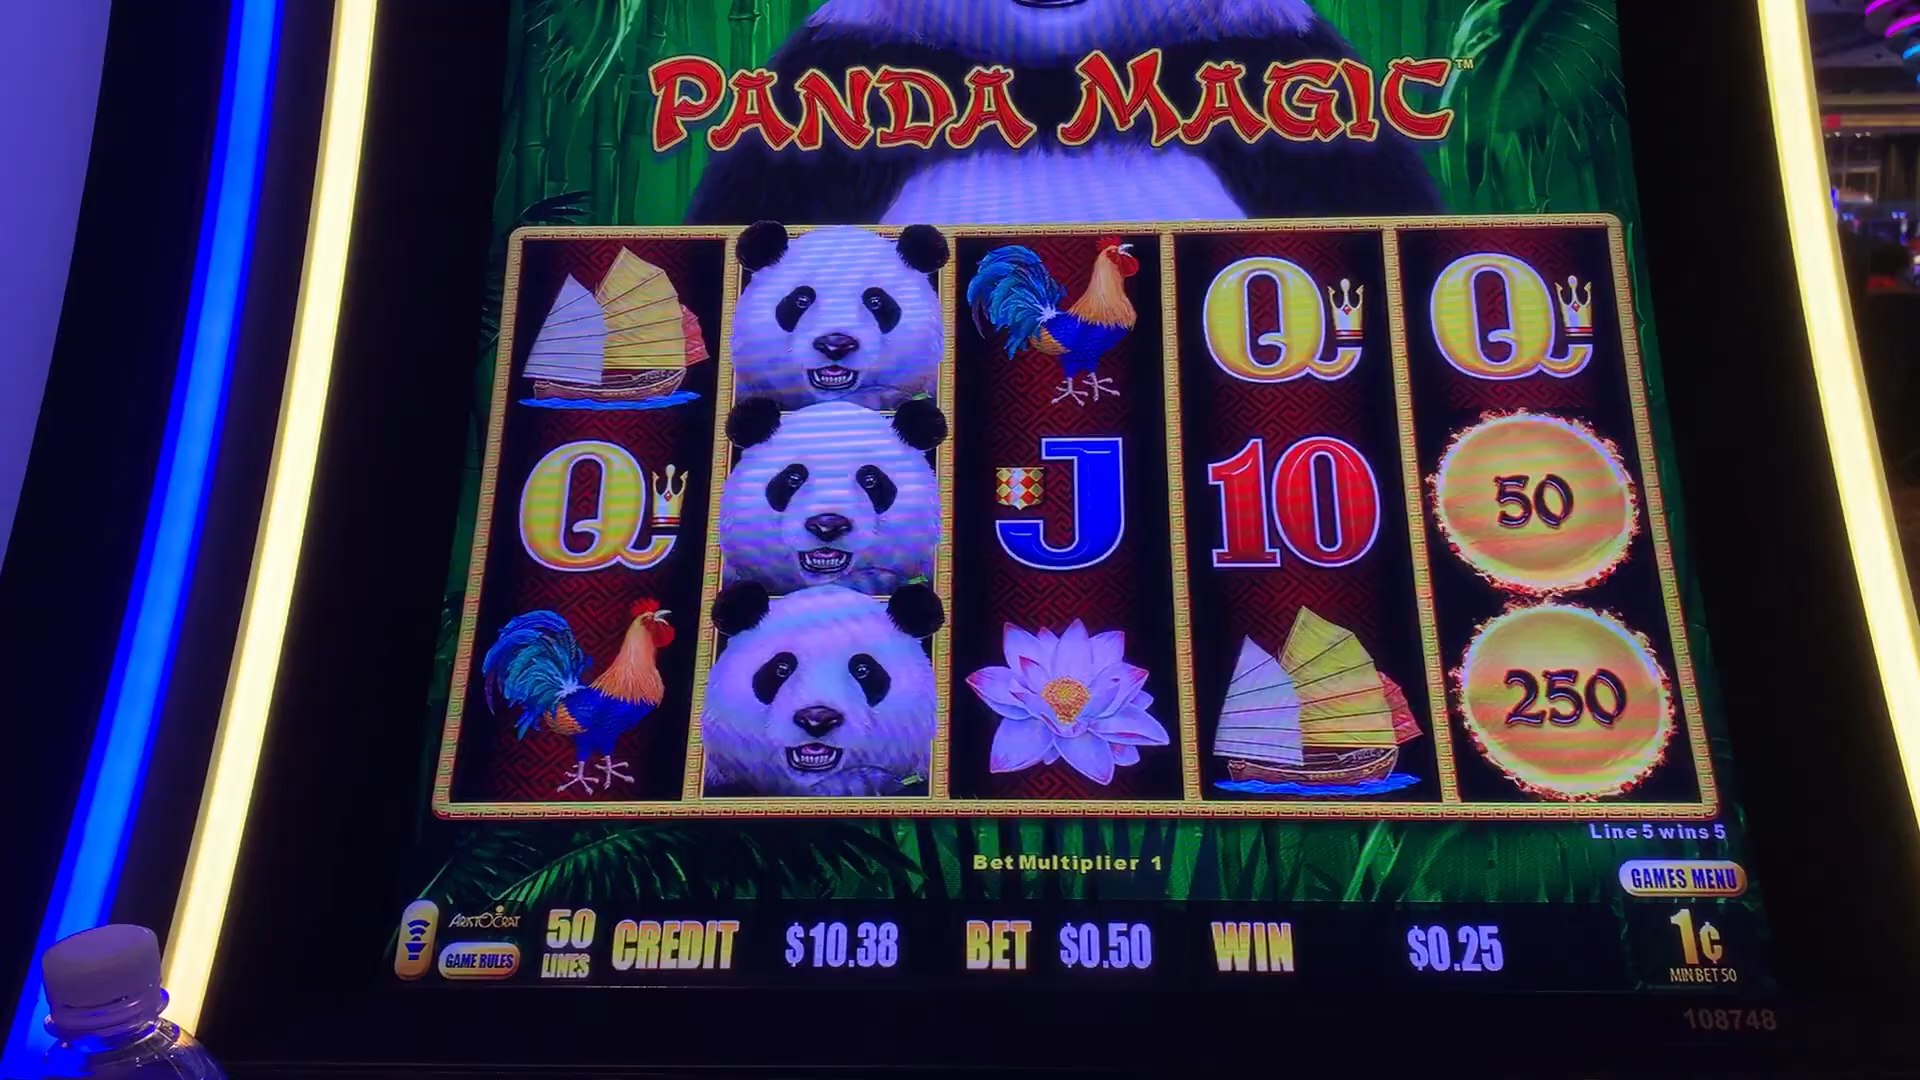 PANDA MAGIC™
Q Q
Q J 10 50
250
Line 5 wins 5
Bet Multiplier 1
GAMES MENU
ARISTOCRAT
GAME RULES
50 LINES CREDIT $10.38 BET $0.50 WIN $0.25
1¢
MIN BET 50
108748